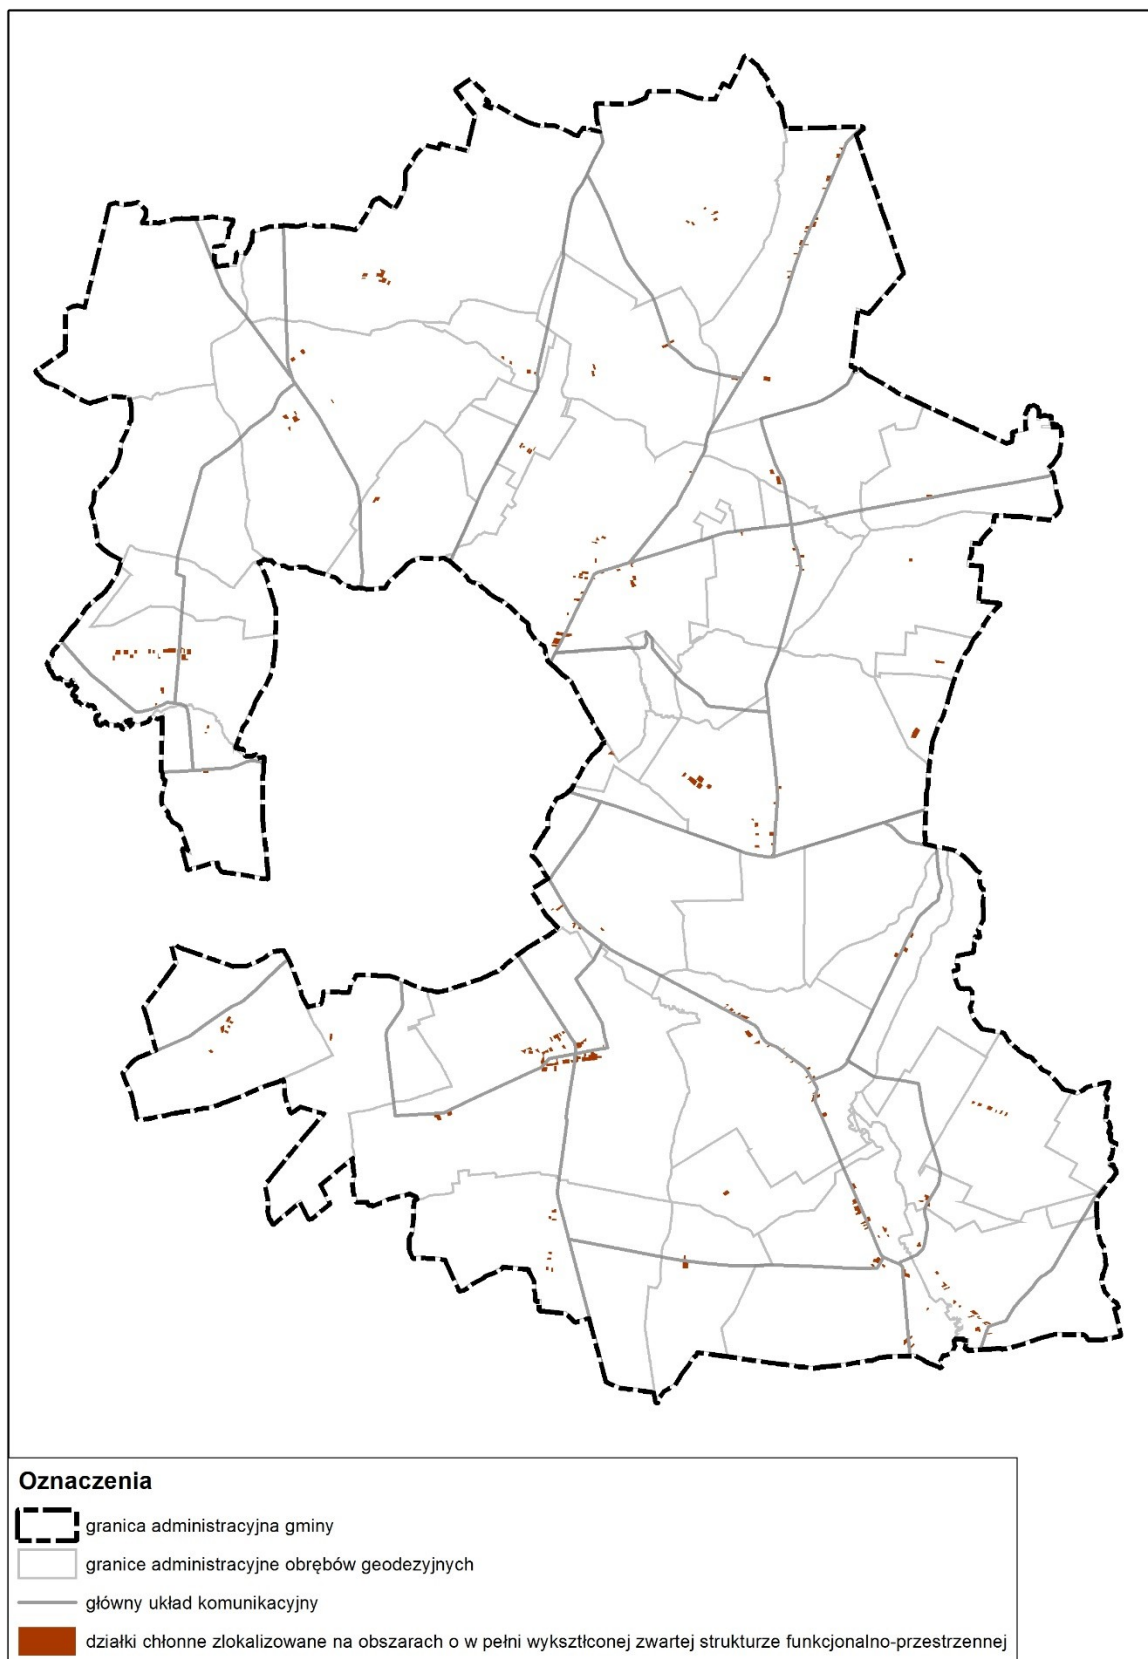 Oznaczenia
granica administracyjna gminy
granice administracyjne obrębów geodezyjnych
główny układ komunikacyjny
działki chłonne zlokalizowane na obszarach o w pełni wyksztłconej zwartej strukturze funkcjonalno-przestrzennej